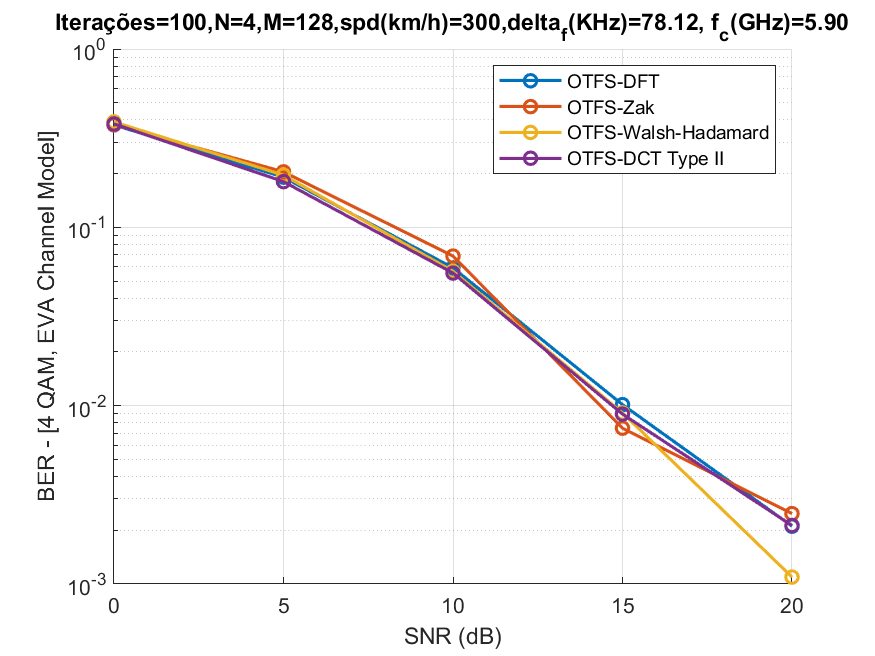 Iterações=100,N=4,M=128,spd(km/h)=300,delta_f(KHz)=78.12, f_c(GHz)=5.90
10^0
OTFS-DFT
OTFS-Zak
OTFS-Walsh-Hadamard
OTFS-DCT Type II
10^-1
10^-2
10^-3
BER - [4 QAM, EVA Channel Model]
0 5 10 15 20
SNR (dB)